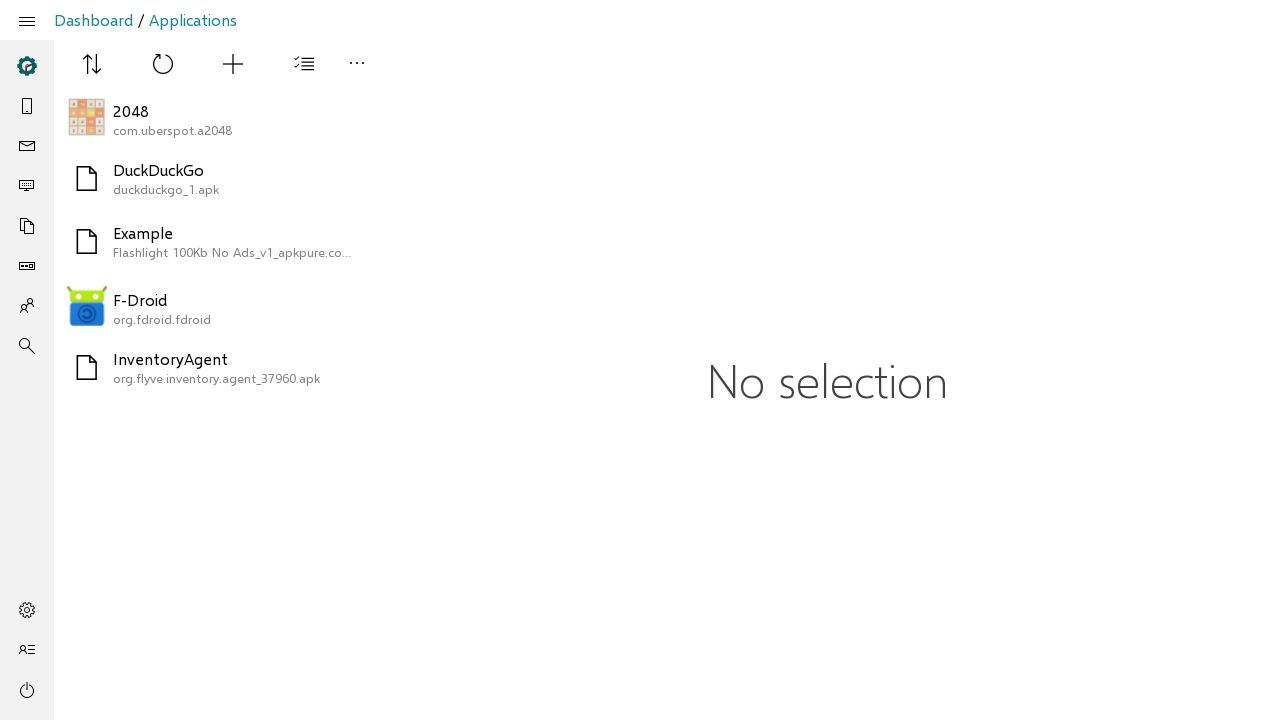 Dashboard / Applications
2048
com.uberspot.a2048
DuckDuckGo
duckduckgo_1.apk
Example
Flashlight 100Kb No Ads_v1_apkpure.co...
F-Droid
org.fdroid.fdroid
InventoryAgent
org.flyve.inventory.agent_37960.apk
No selection